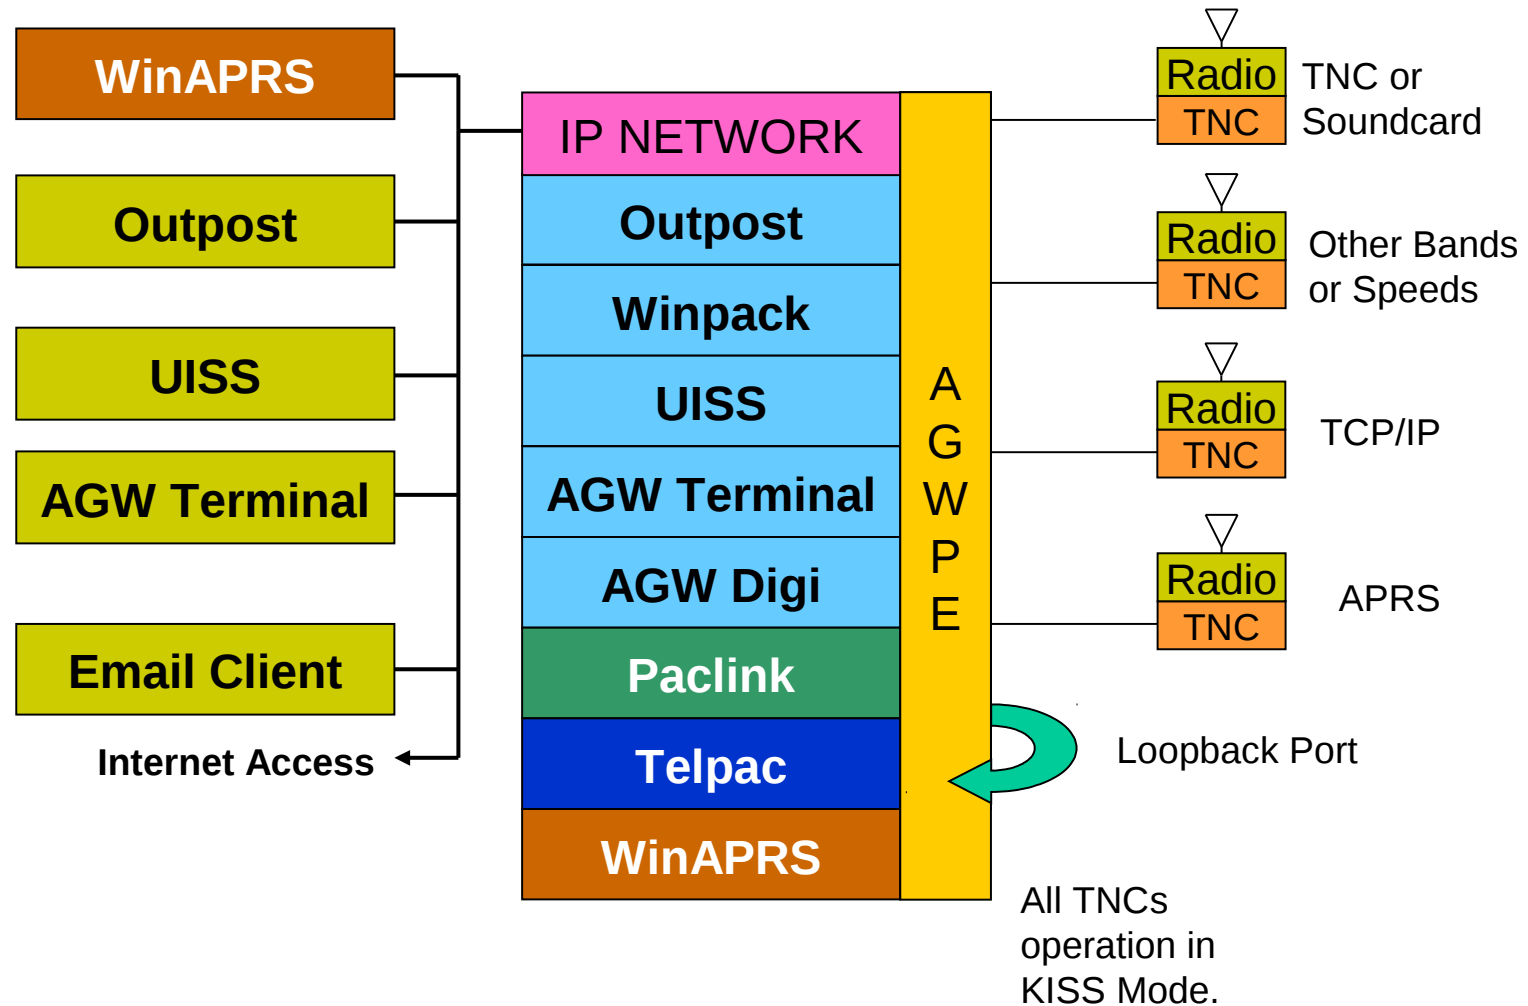 WinAPRS
Outpost
UISS
AGW Terminal
Email Client
Internet Access
IP NETWORK
Outpost
Winpack
UISS
AGW Terminal
AGW Digi
Paclink
Telpac
WinAPRS
A
G
W
P
E
Radio
TNC
TNC or
Soundcard
Radio
TNC
Other Bands
or Speeds
Radio
TNC
TCP/IP
Radio
TNC
APRS
Loopback Port
All TNCs
operation in
KISS Mode.